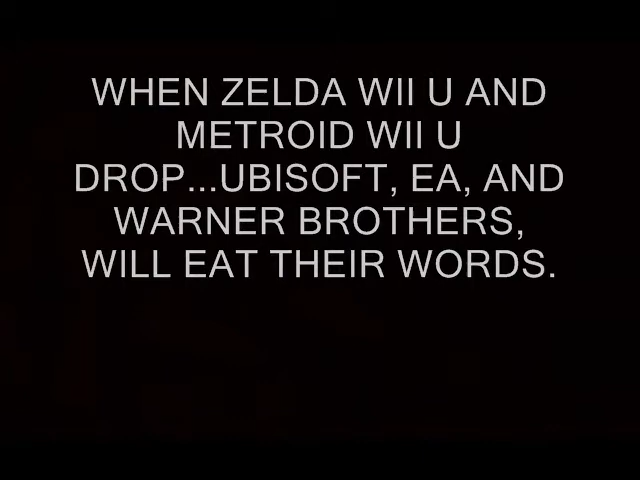 WHEN ZELDA WII U AND
METROID WII U
DROP...UBISOFT, EA, AND
WARNER BROTHERS,
WILL EAT THEIR WORDS.